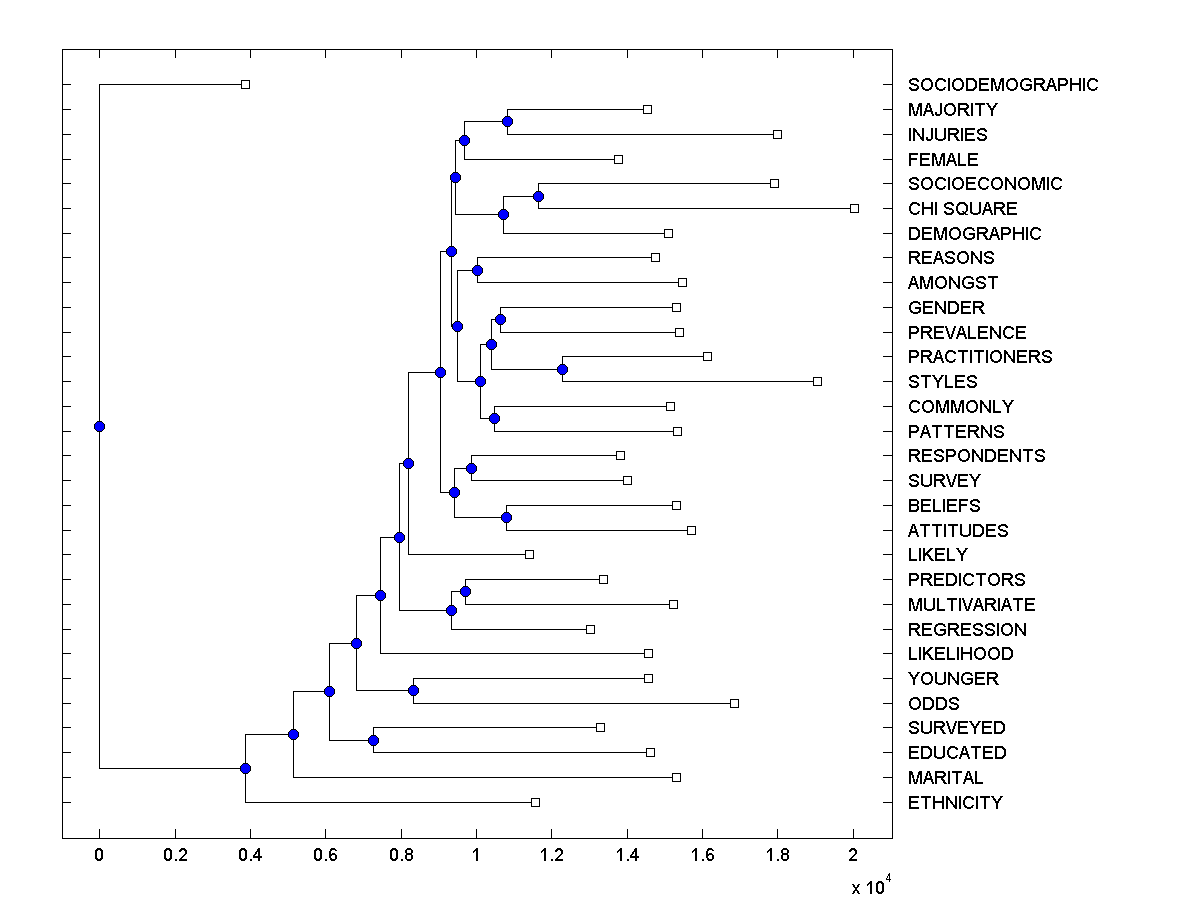 SOCIODEMOGRAPHIC
MAJORITY
INJURIES
FEMALE
SOCIOECONOMIC
CHI SQUARE
DEMOGRAPHIC
REASONS
AMONGST
GENDER
PREVALENCE
PRACTITIONERS
STYLES
COMMONLY
PATTERNS
RESPONDENTS
SURVEY
BELIEFS
ATTITUDES
LIKELY
PREDICTORS
MULTIVARIATE
REGRESSION
LIKELIHOOD
YOUNGER
ODDS
SURVEYED
EDUCATED
MARITAL
ETHNICITY
0 0.2 0.4 0.6 0.8 1 1.2 1.4 1.6 1.8 2
x 10^4